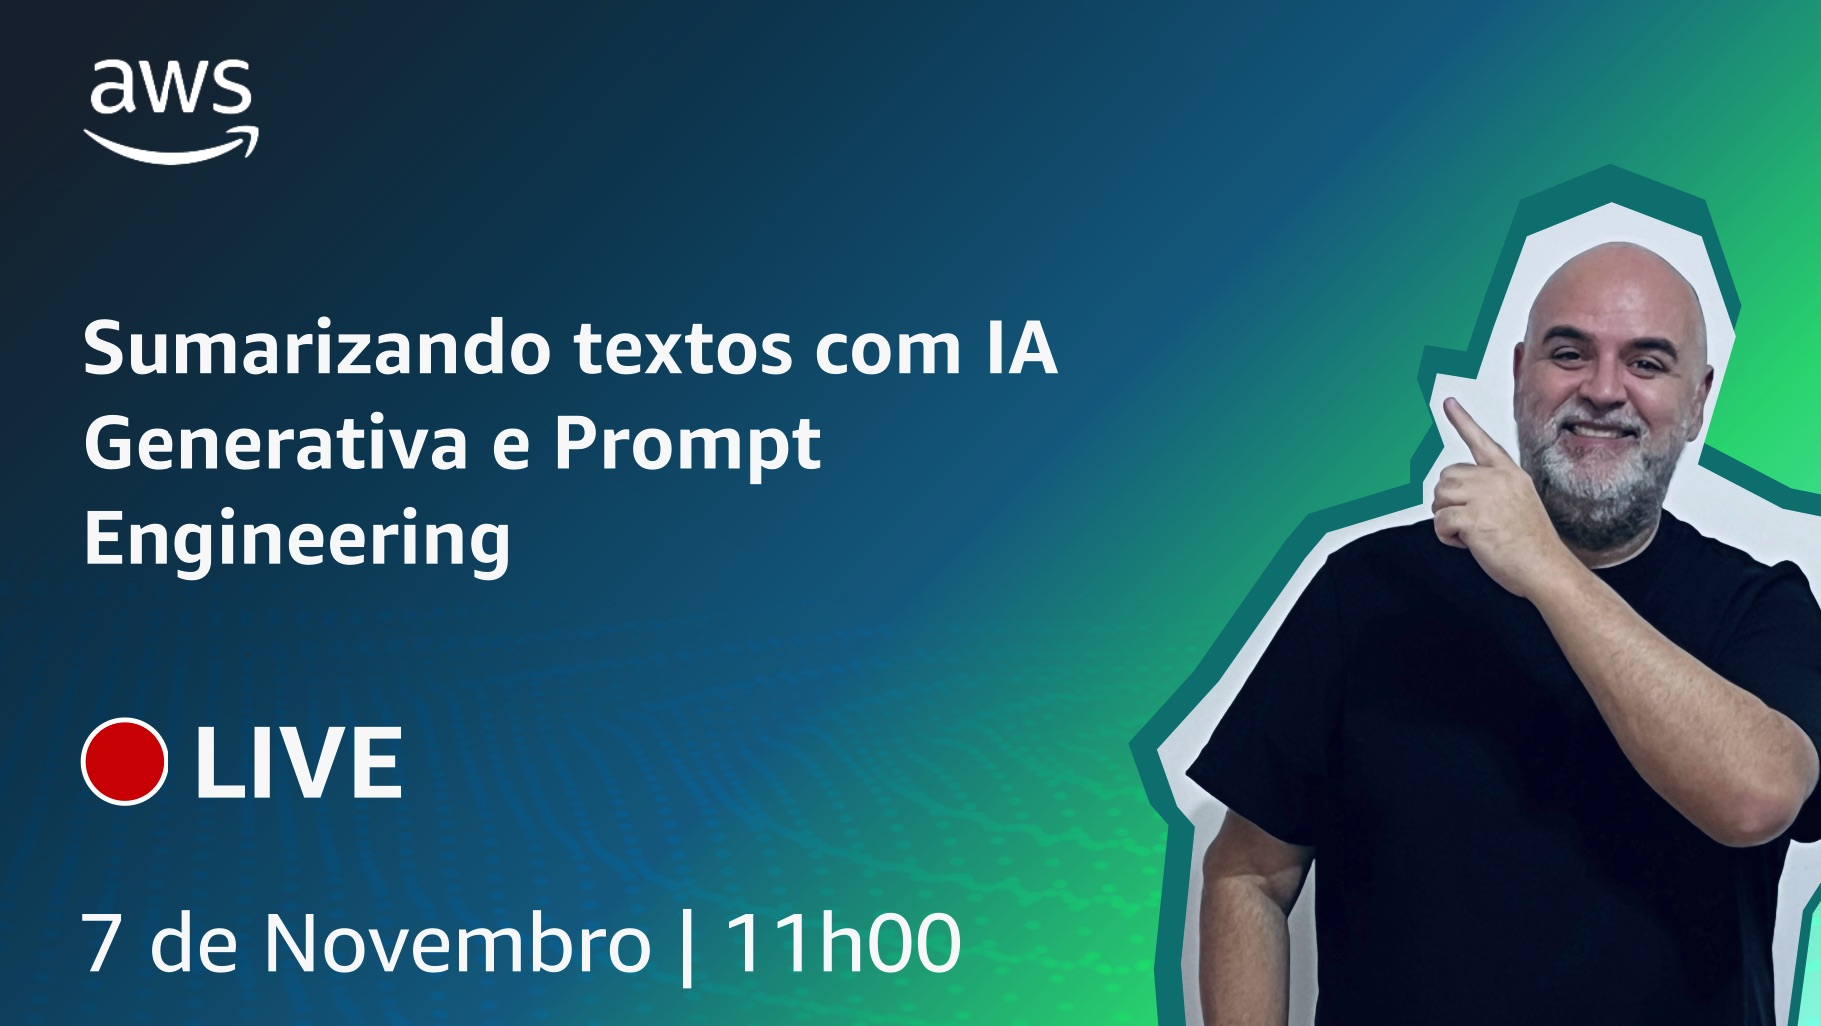 aws
Sumarizando textos com IA
Generativa e Prompt
Engineering
LIVE
7 de Novembro | 11h00